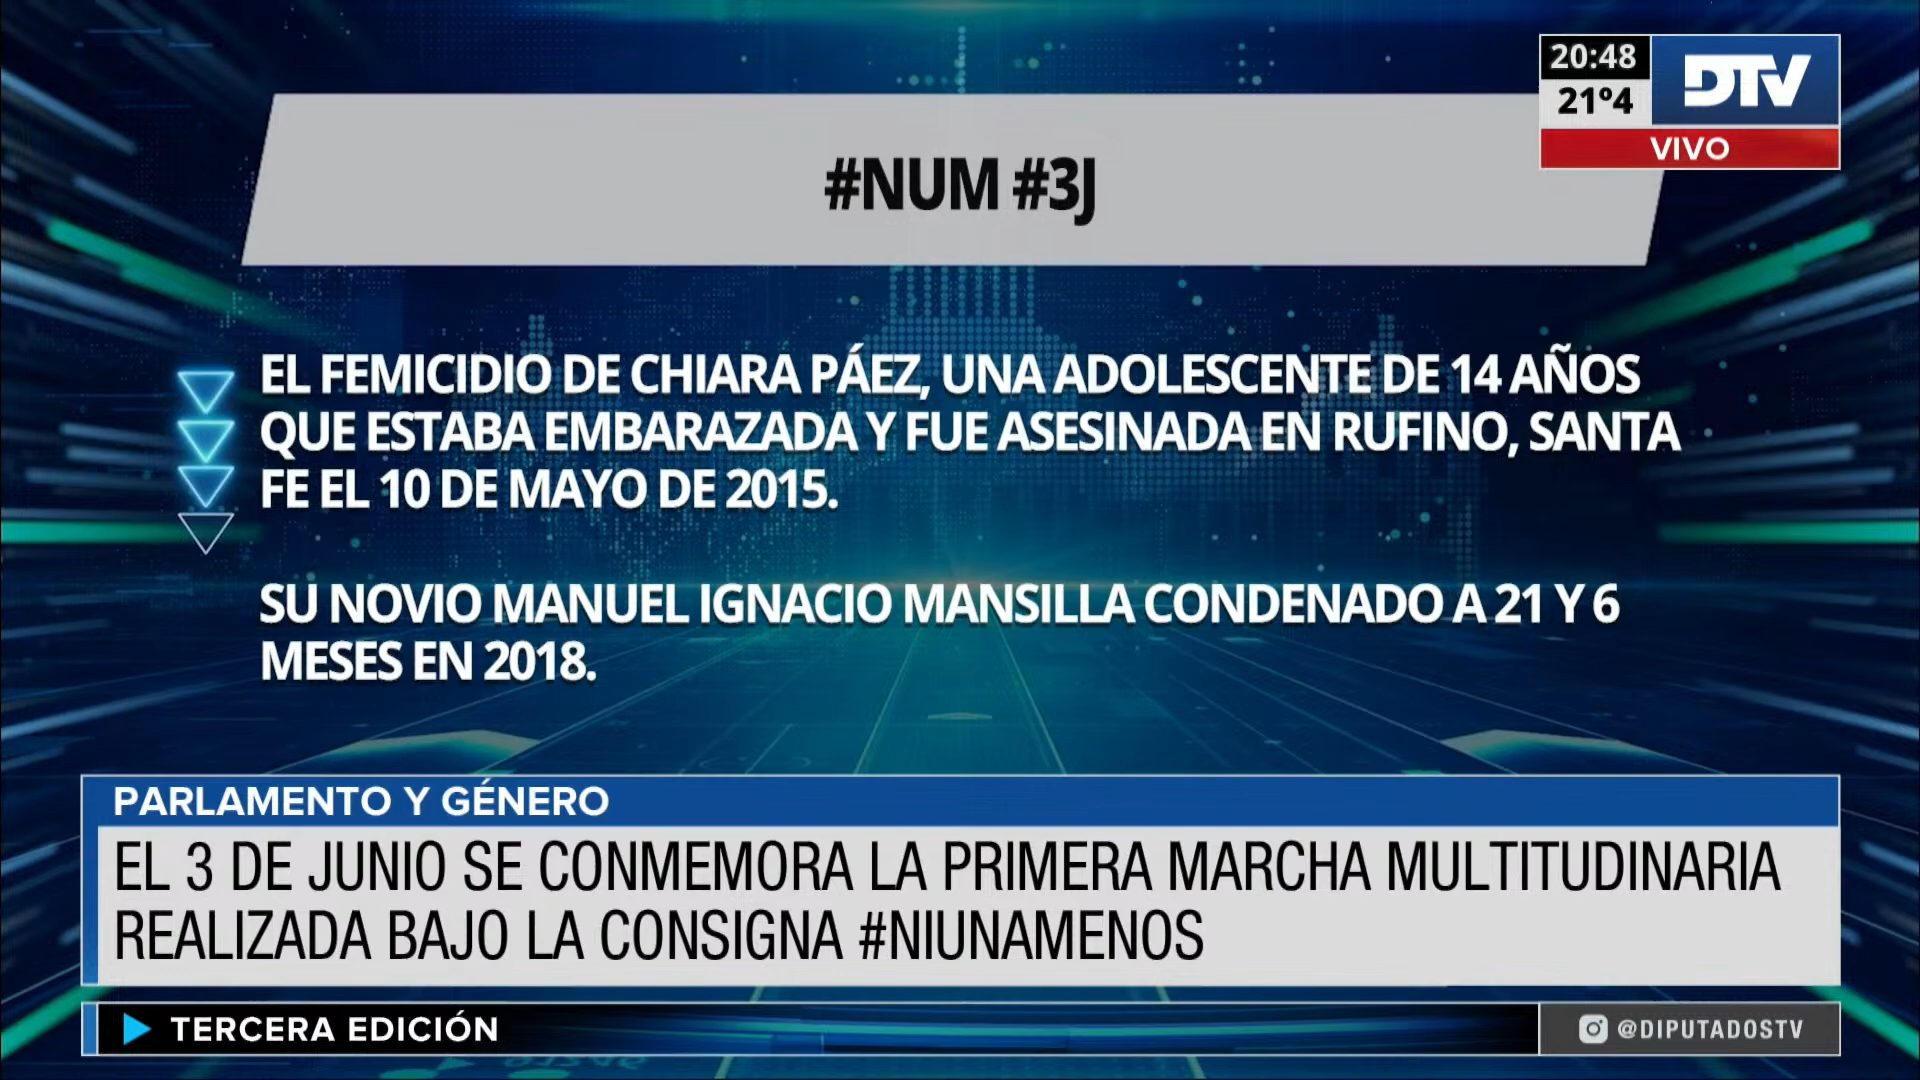 20:48
21º4
DTV
VIVO
#NUM #3J
EL FEMICIDIO DE CHIARA PÁEZ, UNA ADOLESCENTE DE 14 AÑOS
QUE ESTABA EMBARAZADA Y FUE ASESINADA EN RUFINO, SANTA
FE EL 10 DE MAYO DE 2015.
SU NOVIO MANUEL IGNACIO MANSILLA CONDENADO A 21 Y 6
MESES EN 2018.
PARLAMENTO Y GÉNERO
EL 3 DE JUNIO SE CONMEMORA LA PRIMERA MARCHA MULTITUDINARIA
REALIZADA BAJO LA CONSIGNA #NIUNAMENOS
TERCERA EDICIÓN
@DIPUTADOSTV